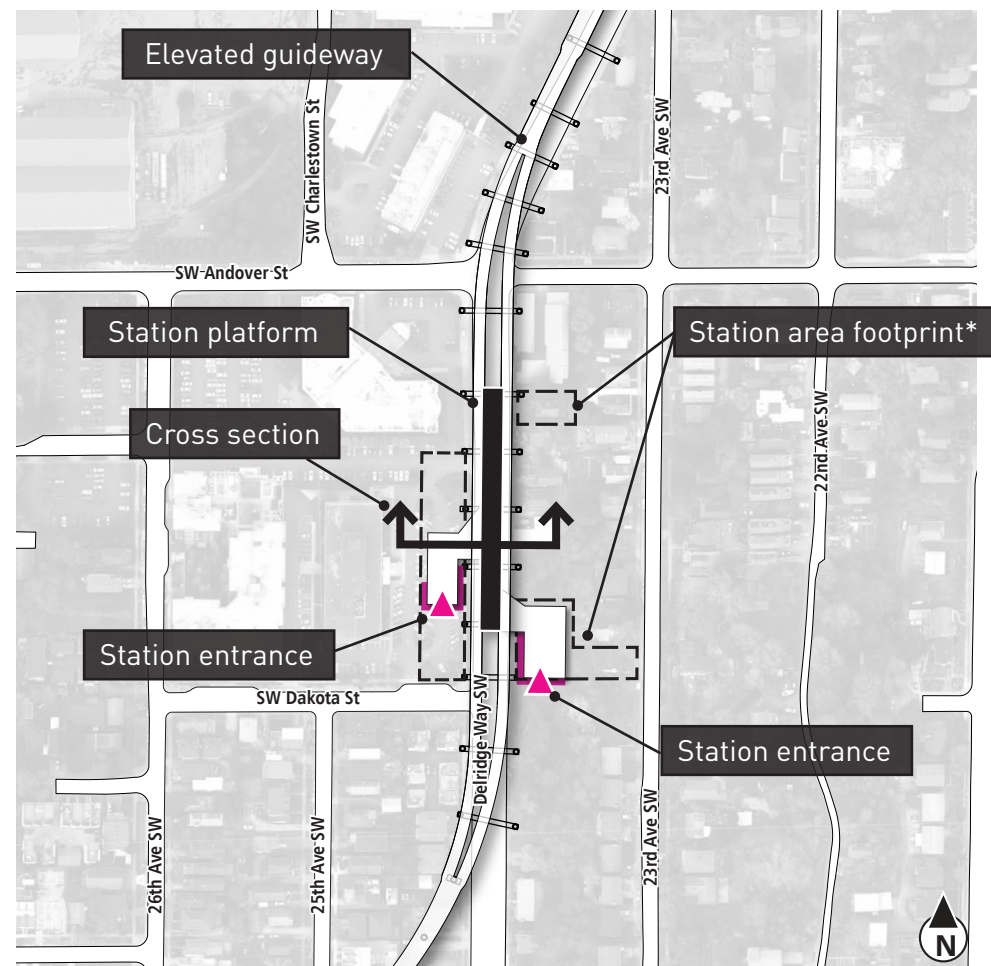 Elevated guideway
SW Charlestown St
23rd Ave SW
SW Andover St
Station platform
Station area footprint*
Cross section
22nd Ave SW
Station entrance
SW Dakota St
Delridge Way SW
Station entrance
26th Ave SW
25th Ave SW
23rd Ave SW
N